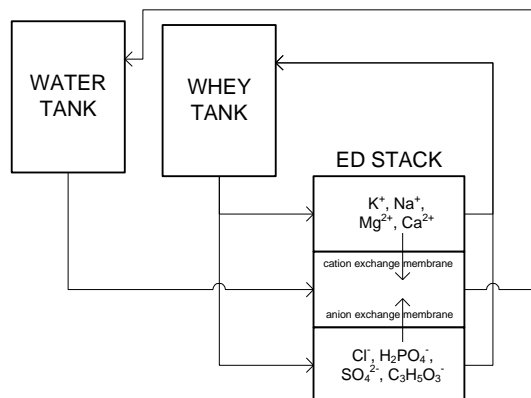 WATER
TANK
WHEY
TANK
ED STACK
K⁺, Na⁺,
Mg²⁺, Ca²⁺
cation exchange membrane
anion exchange membrane
Cl⁻, H₂PO₄⁻,
SO₄²⁻, C₃H₅O₃⁻